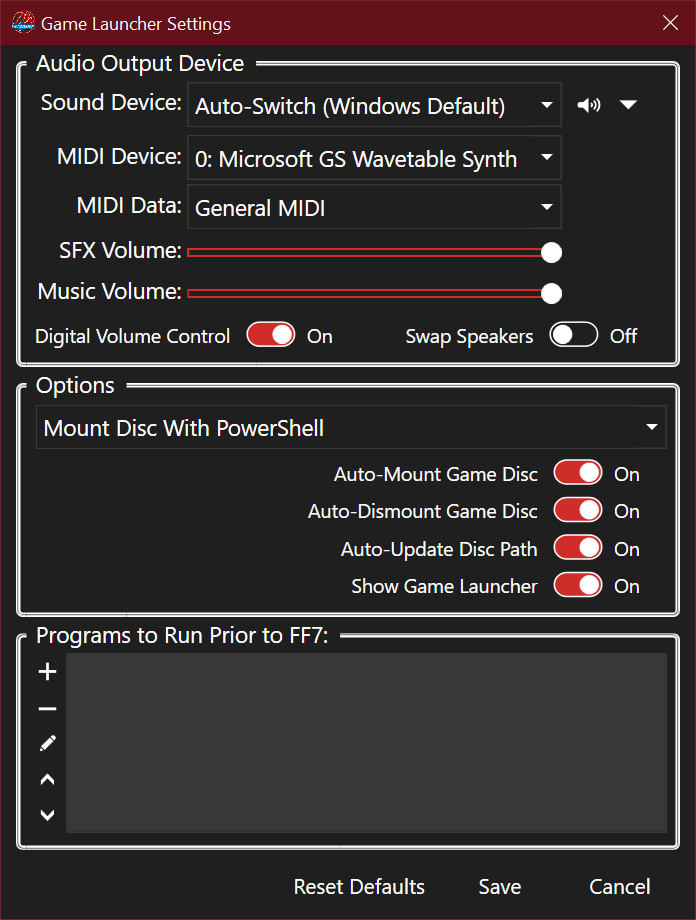 Game Launcher Settings
Audio Output Device
Sound Device: Auto-Switch (Windows Default)
MIDI Device: 0: Microsoft GS Wavetable Synth
MIDI Data: General MIDI
SFX Volume:
Music Volume:
Digital Volume Control On Swap Speakers Off
Options
Mount Disc With PowerShell
Auto-Mount Game Disc On
Auto-Dismount Game Disc On
Auto-Update Disc Path On
Show Game Launcher On
Programs to Run Prior to FF7:
Reset Defaults Save Cancel